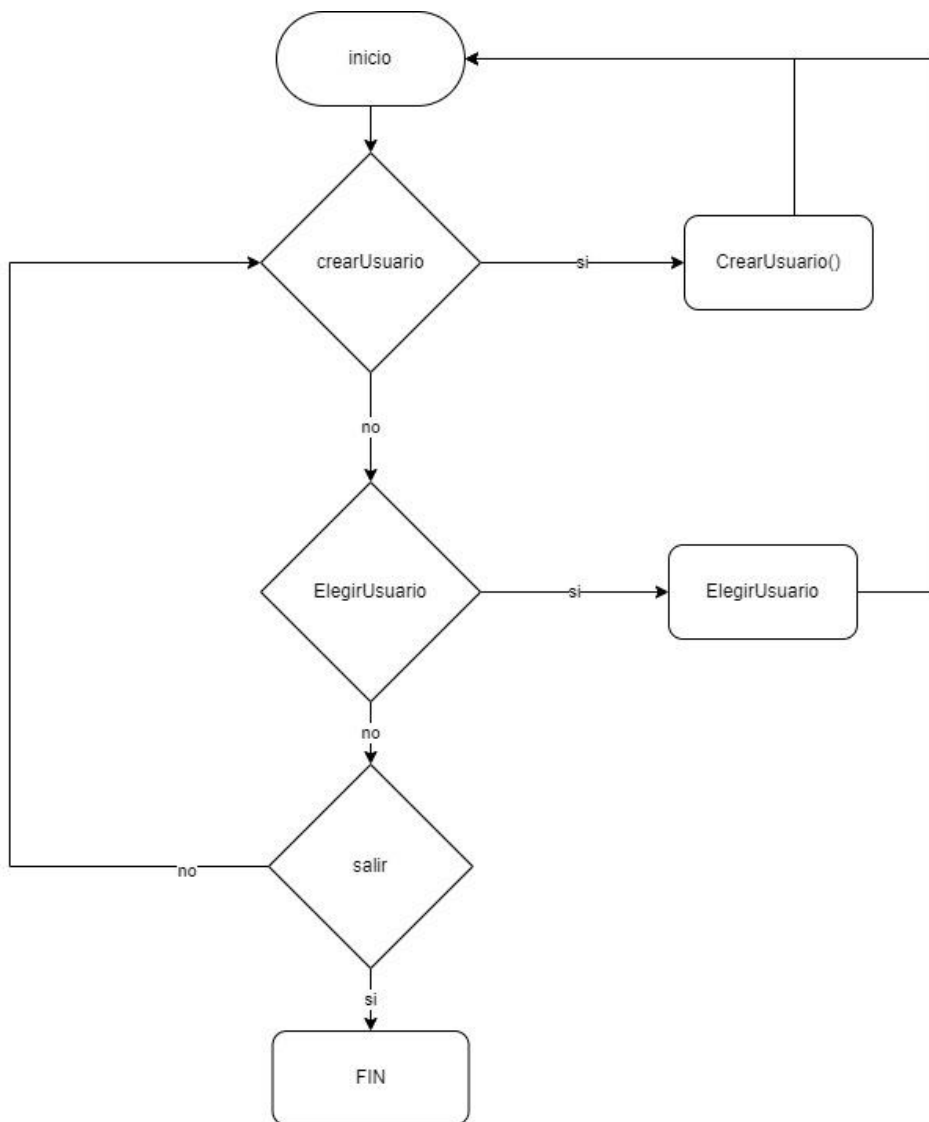 inicio
crearUsuario
si
CrearUsuario()
no
ElegirUsuario
si
ElegirUsuario
no
salir
no
si
FIN